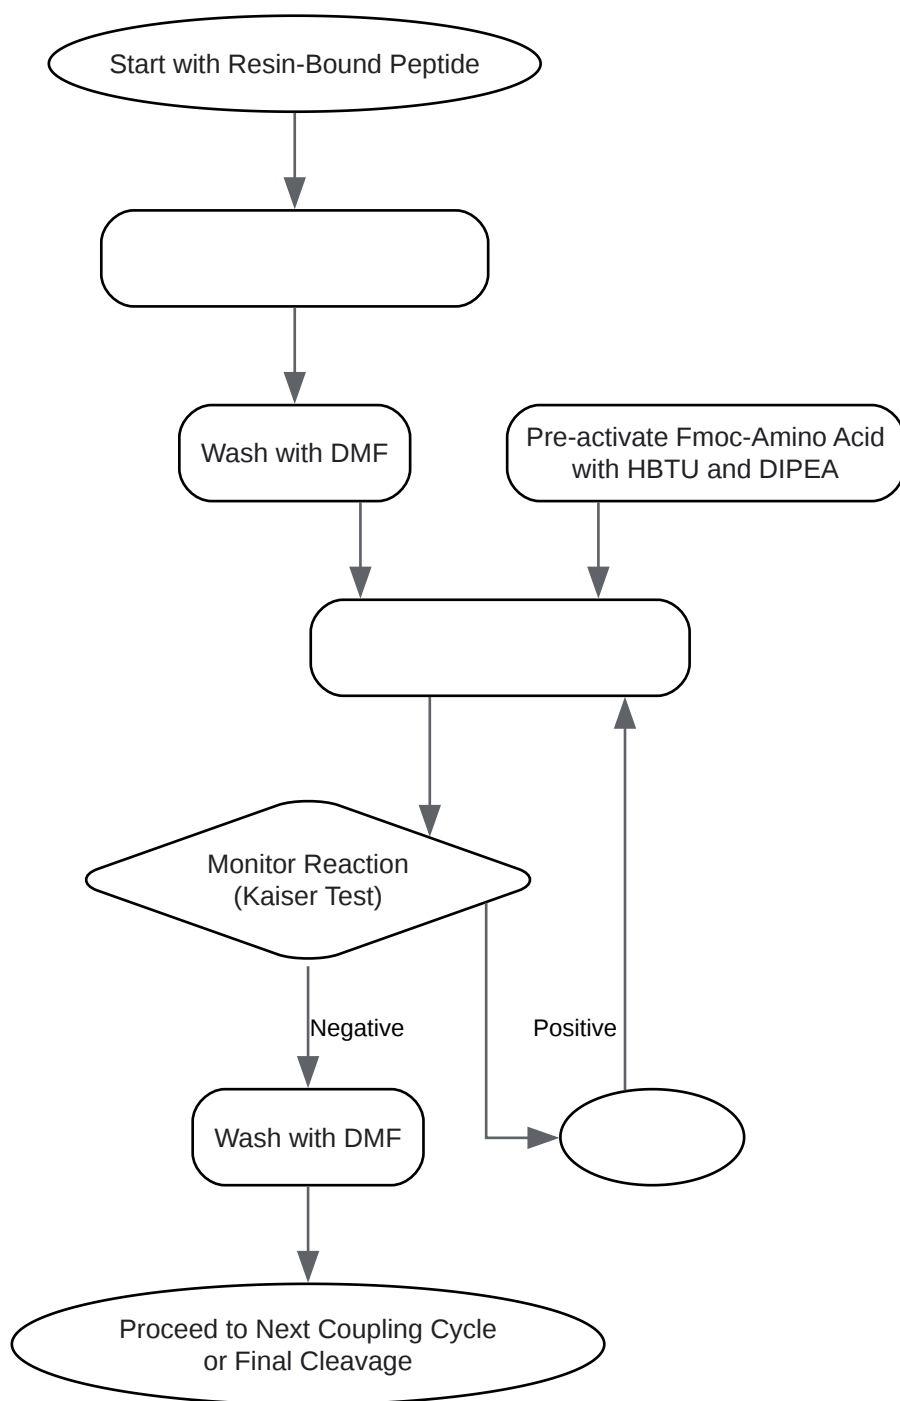 Start with Resin-Bound Peptide
Wash with DMF
Pre-activate Fmoc-Amino Acid
with HBTU and DIPEA
Monitor Reaction
(Kaiser Test)
Negative
Positive
Wash with DMF
Proceed to Next Coupling Cycle
or Final Cleavage